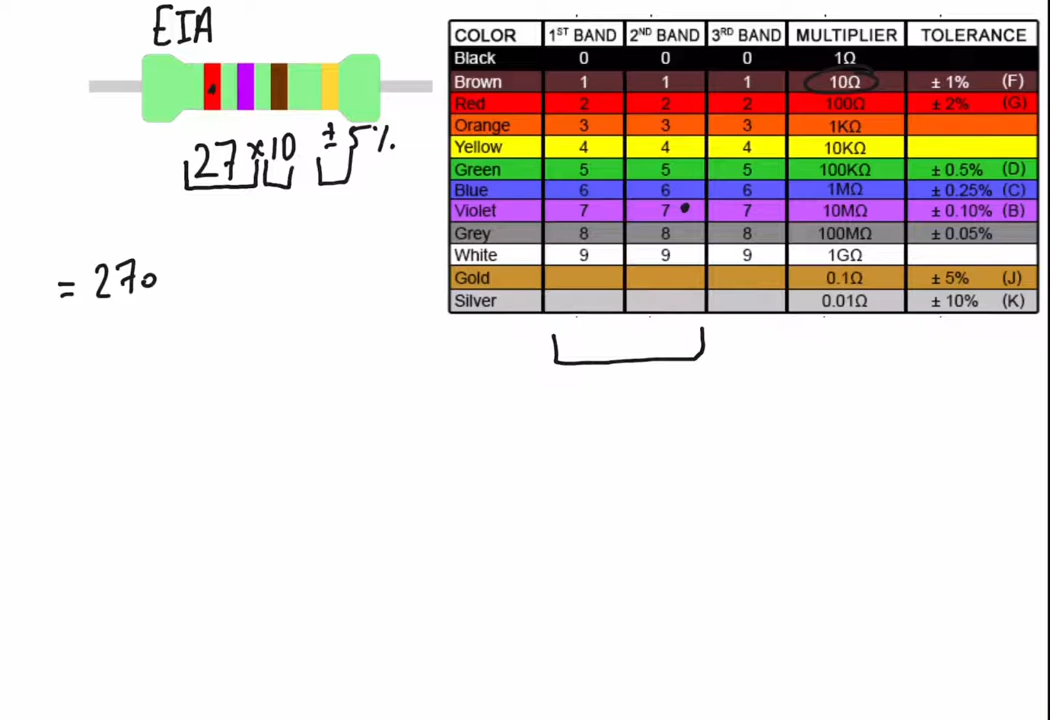 EIA
27 x 10 ± 5%
= 270
COLOR 1ST BAND 2ND BAND 3RD BAND MULTIPLIER TOLERANCE
Black 0 0 0 1Ω
Brown 1 1 1 10Ω ± 1% (F)
Red 2 2 2 100Ω ± 2% (G)
Orange 3 3 3 1KΩ
Yellow 4 4 4 10KΩ
Green 5 5 5 100KΩ ± 0.5% (D)
Blue 6 6 6 1MΩ ± 0.25% (C)
Violet 7 7 7 10MΩ ± 0.10% (B)
Grey 8 8 8 100MΩ ± 0.05%
White 9 9 9 1GΩ
Gold 0.1Ω ± 5% (J)
Silver 0.01Ω ± 10% (K)